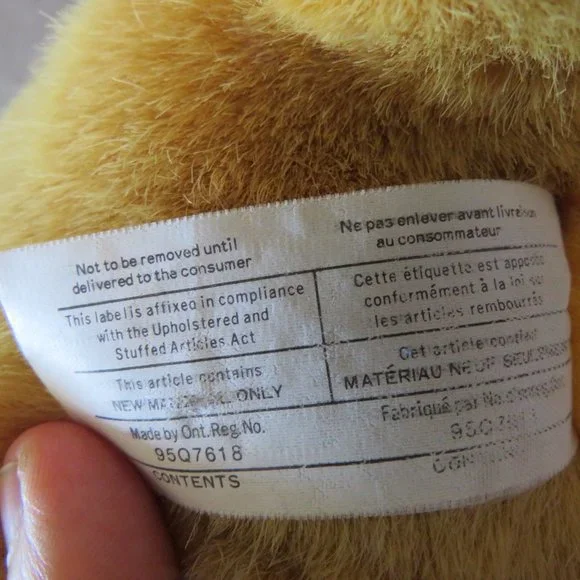 Not to be removed until
delivered to the consumer
This label is affixed in compliance
with the Upholstered and
Stuffed Articles Act
This article contains
NEW MATERIAL ONLY
Made by Ont. Reg. No.
95Q7618
CONTENTS
Ne pas enlever avant livraison
au consommateur
Cette étiquette est apposée
conformément à la loi sur
les articles rembourrés
Cet article contient
MATÉRIAU NEUF SEULEMENT
Fabriqué par No d'enreg. Ont.